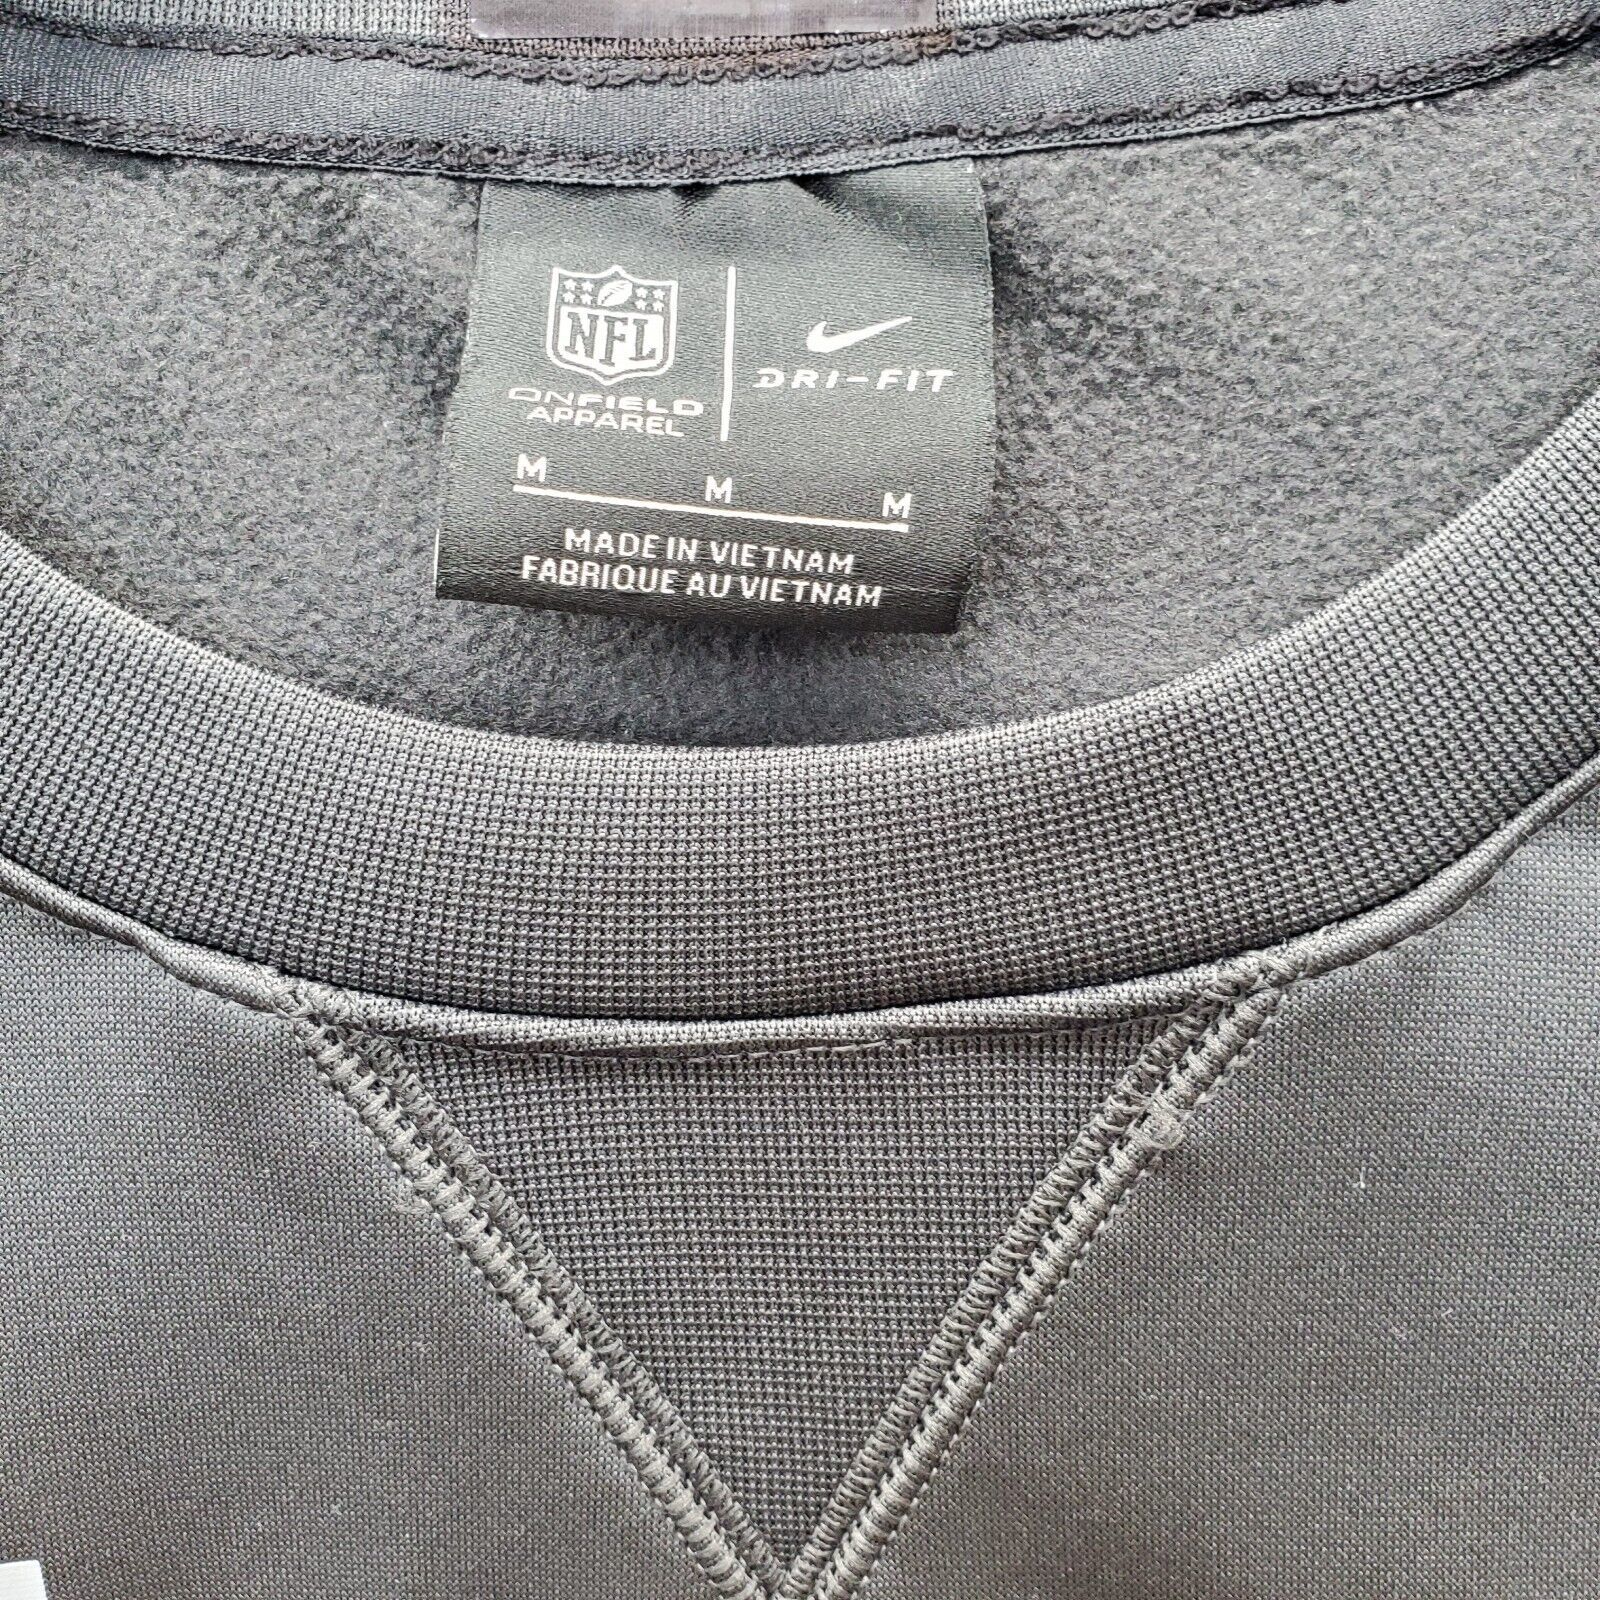 NFL
ONFIELD
APPAREL
DRI-FIT
M M M
MADE IN VIETNAM
FABRIQUE AU VIETNAM